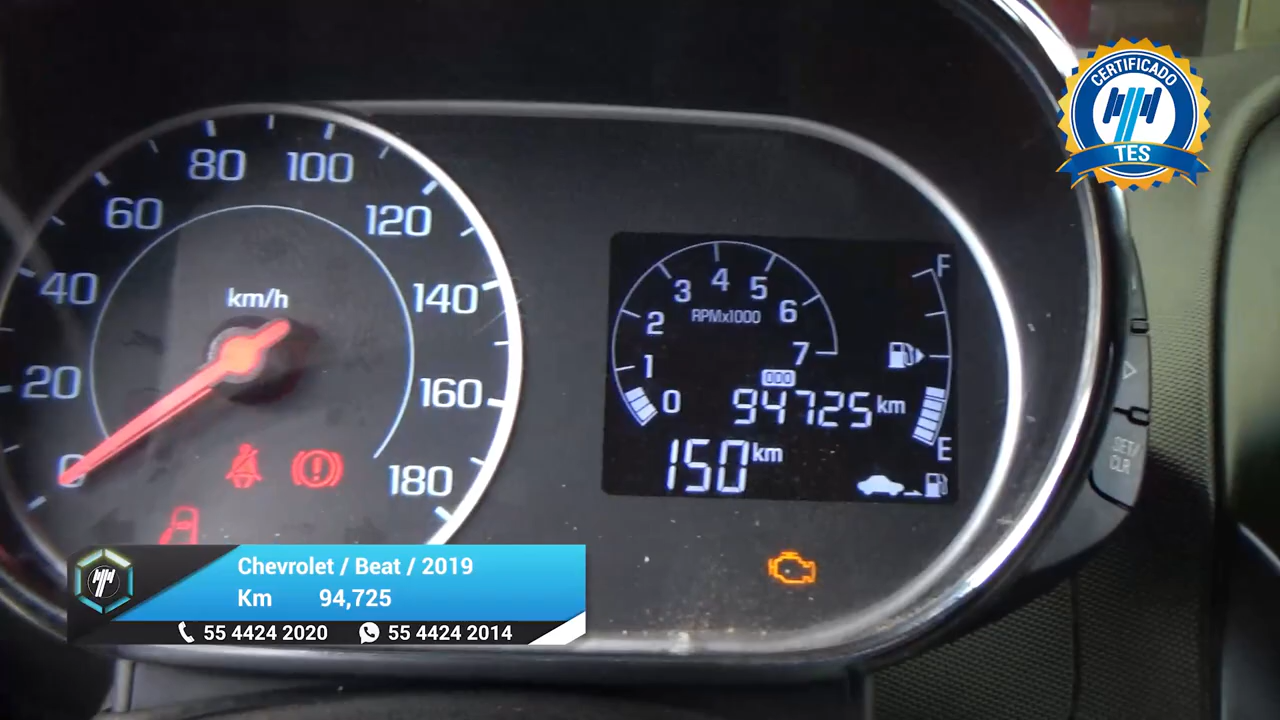 CERTIFICADO
TES
80
100
60
120
40
km/h
140
20
160
0
180
F
4
3
5
2
RPMx1000
6
1
7
000
0
94725 km
150 km
E
SET/
CLR
Chevrolet / Beat / 2019
Km 94,725
55 4424 2020 55 4424 2014